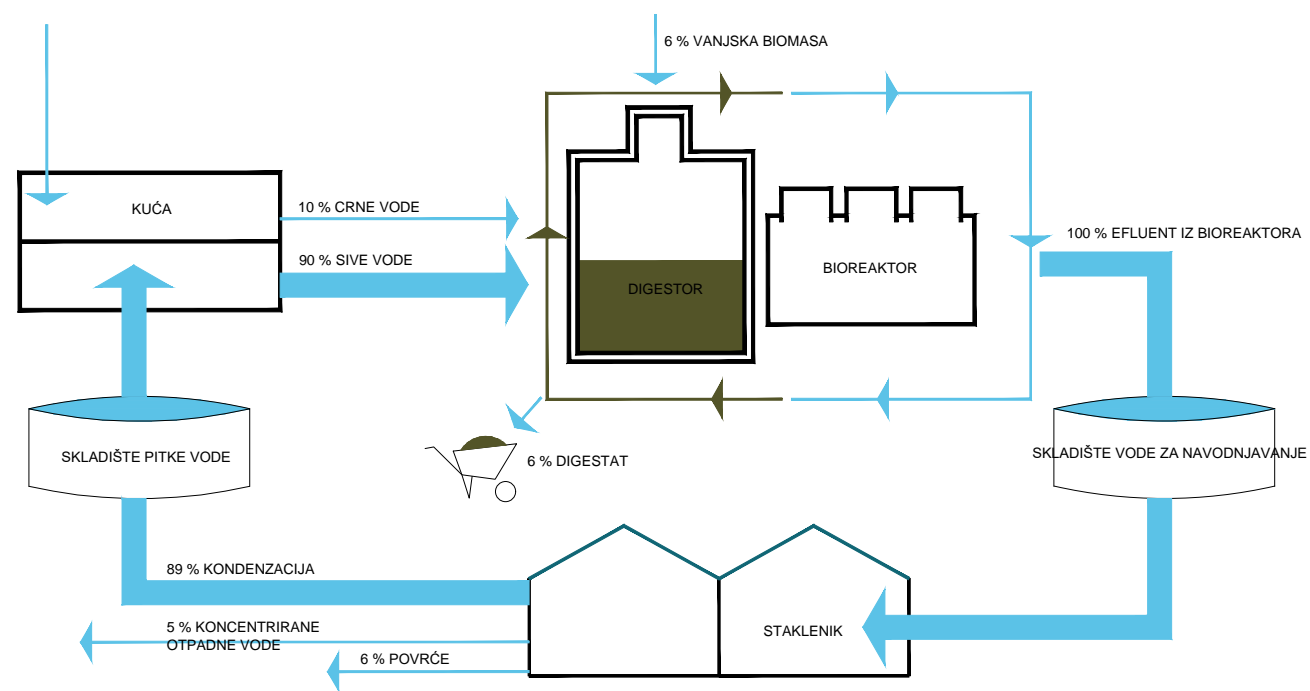 6 % VANJSKA BIOMASA
KUĆA
10 % CRNE VODE
90 % SIVE VODE
DIGESTOR
BIOREAKTOR
100 % EFLUENT IZ BIOREAKTORA
SKLADIŠTE PITKE VODE
6 % DIGESTAT
SKLADIŠTE VODE ZA NAVODNJAVANJE
89 % KONDENZACIJA
5 % KONCENTRIRANE
OTPADNE VODE
6 % POVRĆE
STAKLENIK